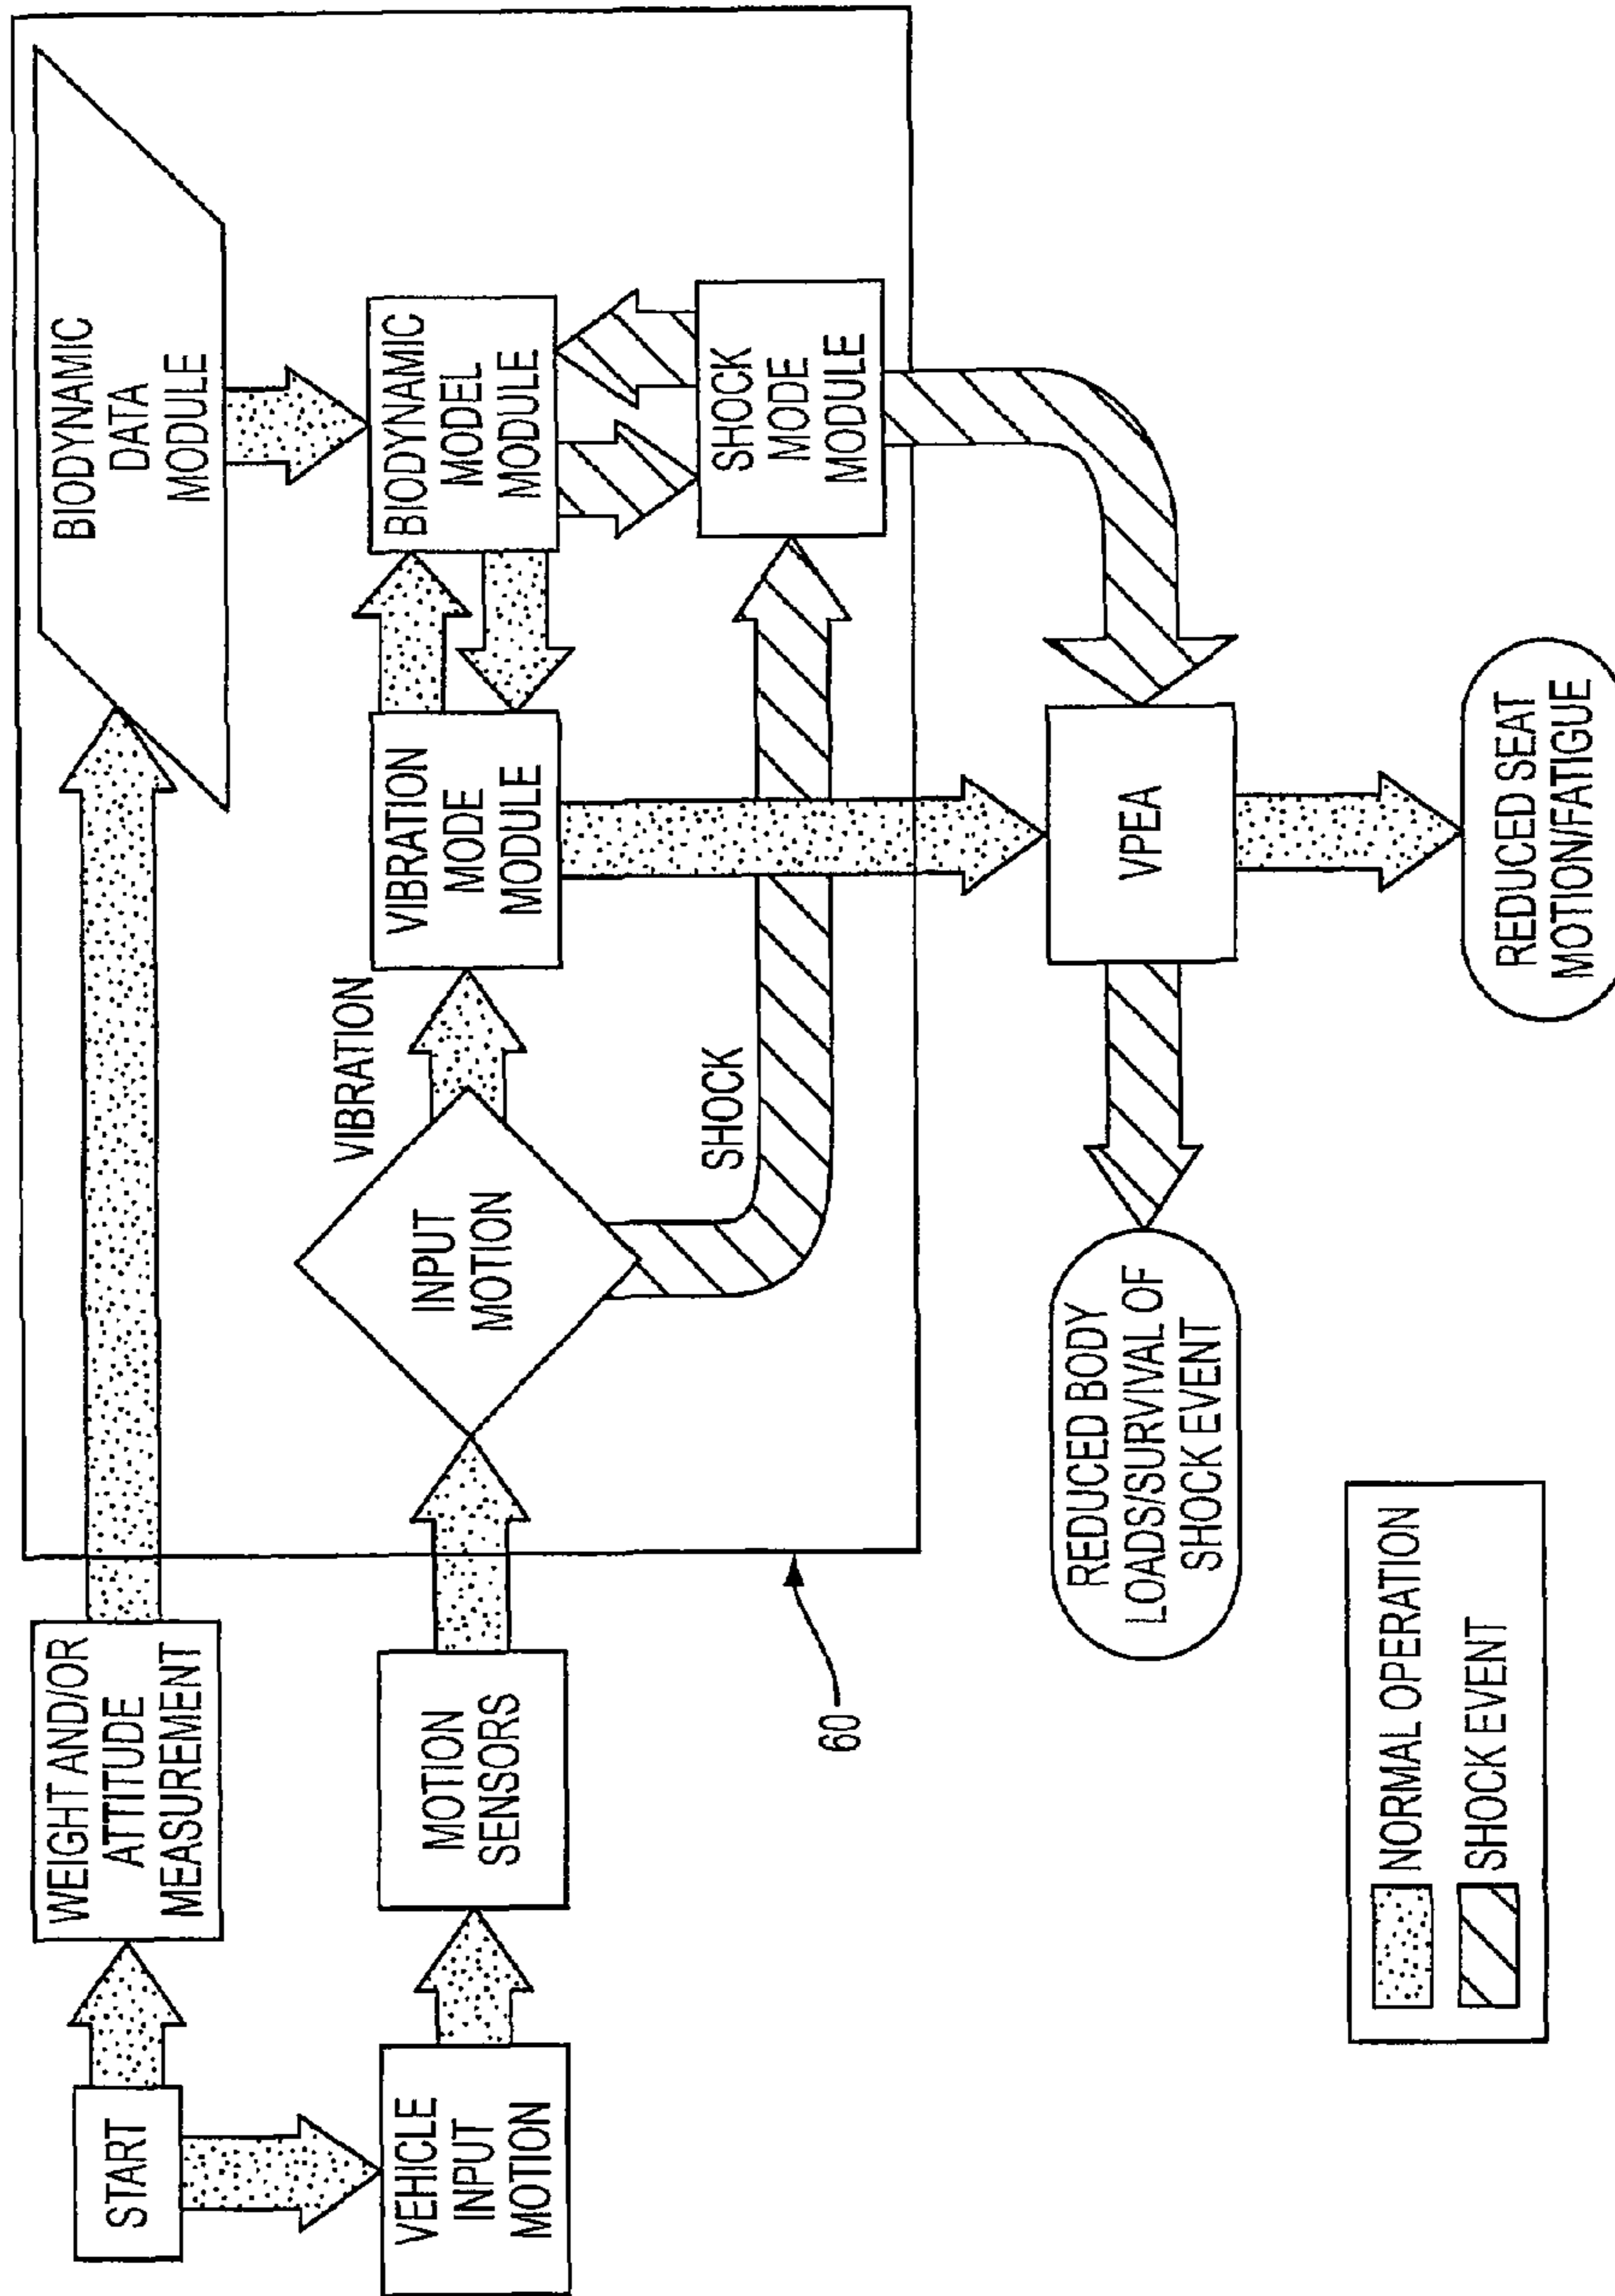 START
WEIGHT AND/OR
ATTITUDE
MEASUREMENT
BIODYNAMIC
DATA
MODULE
VEHICLE
INPUT
MOTION
MOTION
SENSORS
INPUT
MOTION
VIBRATION
VIBRATION
MODE
MODULE
BIODYNAMIC
MODEL
MODULE
SHOCK
SHOCK
MODE
MODULE
60
REDUCED BODY
LOADS/SURVIVAL OF
SHOCK EVENT
VPEA
REDUCED SEAT
MOTION/FATIGUE
NORMAL OPERATION
SHOCK EVENT